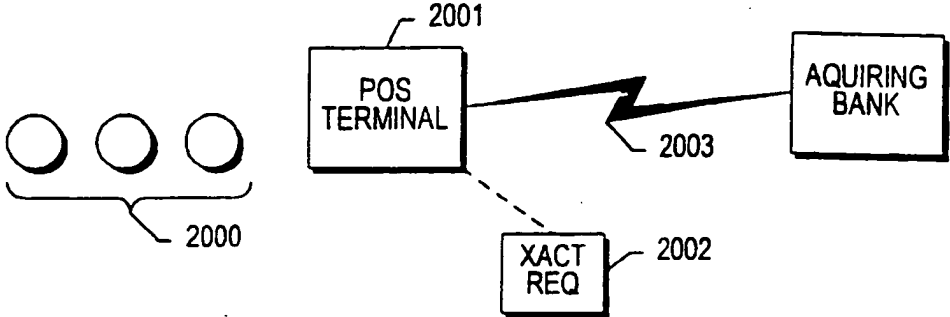 2001
POS
TERMINAL
AQUIRING
BANK
2003
2000
XACT
REQ
2002